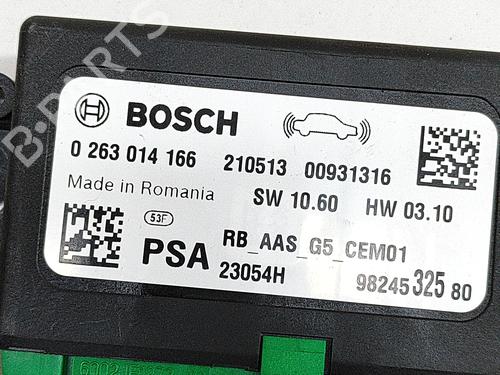 BOSCH
0 263 014 166 210513 00931316
Made in Romania SW 10.60 HW 03.10
53F
PSA RB_AAS_G5_CEM01
23054H 98245 325 80
B-PARTS